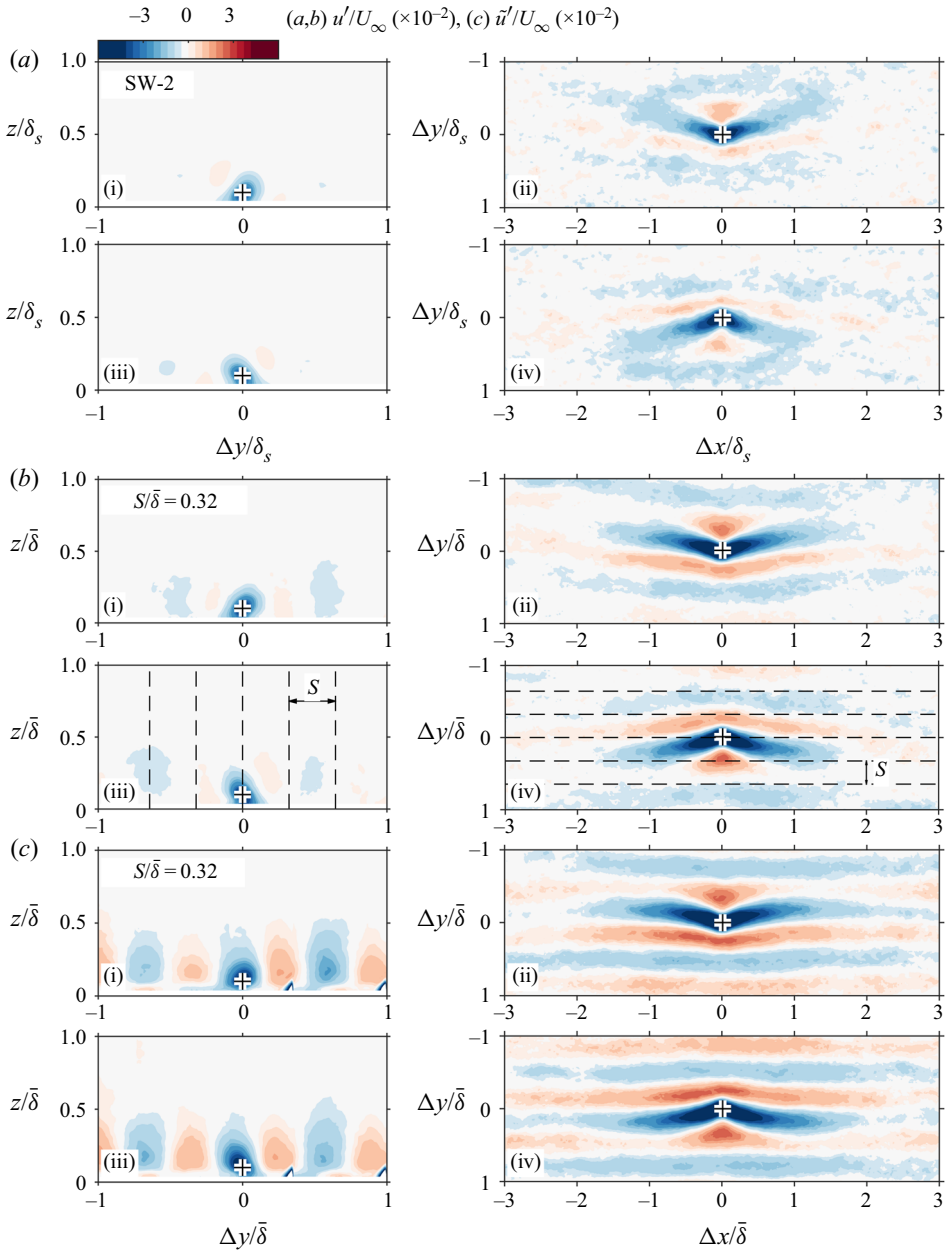 −3 0 3 (a,b) u′/U∞ (×10−2), (c) ũ′/U∞ (×10−2)
(a) 1.0 −1
SW-2
z/δs 0.5 Δy/δs 0
(i) (ii)
0 1
−1 0 1 −3 −2 −1 0 1 2 3
1.0 −1
z/δs 0.5 Δy/δs 0
(iii) (iv)
0 1
−1 0 1 −3 −2 −1 0 1 2 3
Δy/δs Δx/δs
(b) 1.0 −1
S/δ̄ = 0.32
z/δ̄ 0.5 Δy/δ̄ 0
(i) (ii)
0 1
−1 0 1 −3 −2 −1 0 1 2 3
1.0 −1
S
z/δ̄ 0.5 Δy/δ̄ 0
S
(iii) (iv)
0 1
−1 0 1 −3 −2 −1 0 1 2 3
(c) 1.0 −1
S/δ̄ = 0.32
z/δ̄ 0.5 Δy/δ̄ 0
(i) (ii)
0 1
−1 0 1 −3 −2 −1 0 1 2 3
1.0 −1
z/δ̄ 0.5 Δy/δ̄ 0
(iii) (iv)
0 1
−1 0 1 −3 −2 −1 0 1 2 3
Δy/δ̄ Δx/δ̄